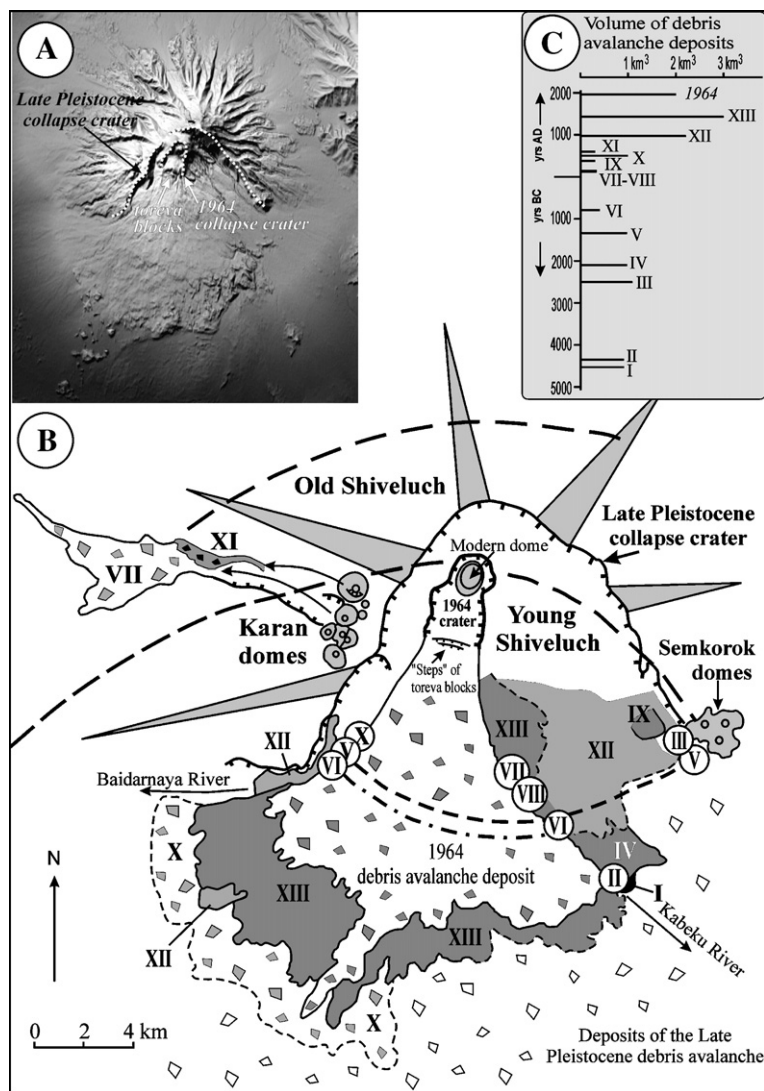 A
Late Pleistocene
collapse crater
toreva
blocks
1964
collapse crater
C
Volume of debris
avalanche deposits
1 km3
2 km3
3 km3
yrs AD
yrs BC
2000
1000
1000
2000
3000
4000
5000
1964
XIII
XII
XI
X
IX
VII-VIII
VI
V
IV
III
II
I
B
Old Shiveluch
Late Pleistocene
collapse crater
Modern dome
1964
crater
Young
Shiveluch
"Steps" of
toreva blocks
XI
VII
Karan
domes
Semkorok
domes
XII
Baidarnaya River
X
V
VI
XIII
IX
XII
III
V
VII
VIII
VI
IV
II
I
Kabeku River
1964
debris avalanche deposit
X
XIII
XII
XIII
X
N
0 2 4 km
Deposits of the Late
Pleistocene debris avalanche